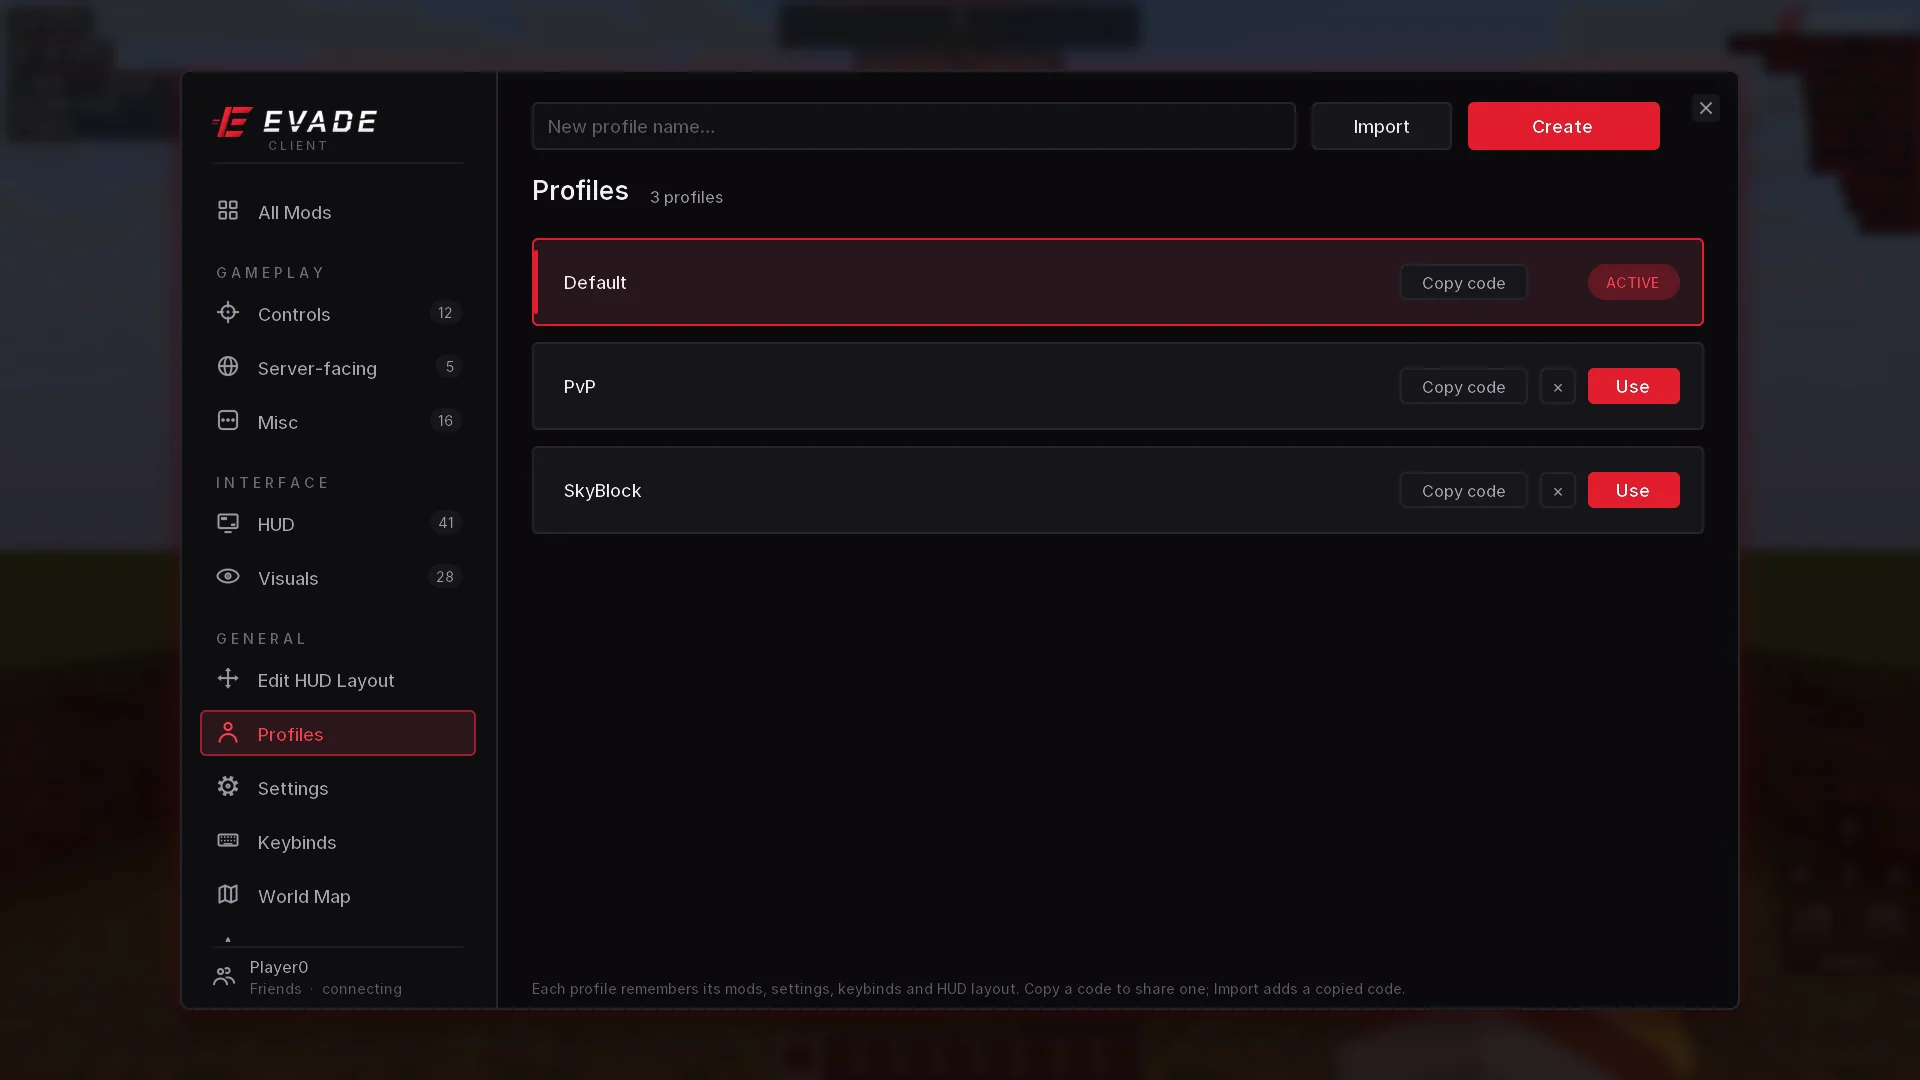 EVADE
CLIENT
All Mods
GAMEPLAY
Controls 12
Server-facing 5
Misc 16
INTERFACE
HUD 41
Visuals 28
GENERAL
Edit HUD Layout
Profiles
Settings
Keybinds
World Map
Player0
Friends · connecting
New profile name...
Import
Create
×
Profiles 3 profiles
Default Copy code ACTIVE
PvP Copy code × Use
SkyBlock Copy code × Use
Each profile remembers its mods, settings, keybinds and HUD layout. Copy a code to share one; Import adds a copied code.